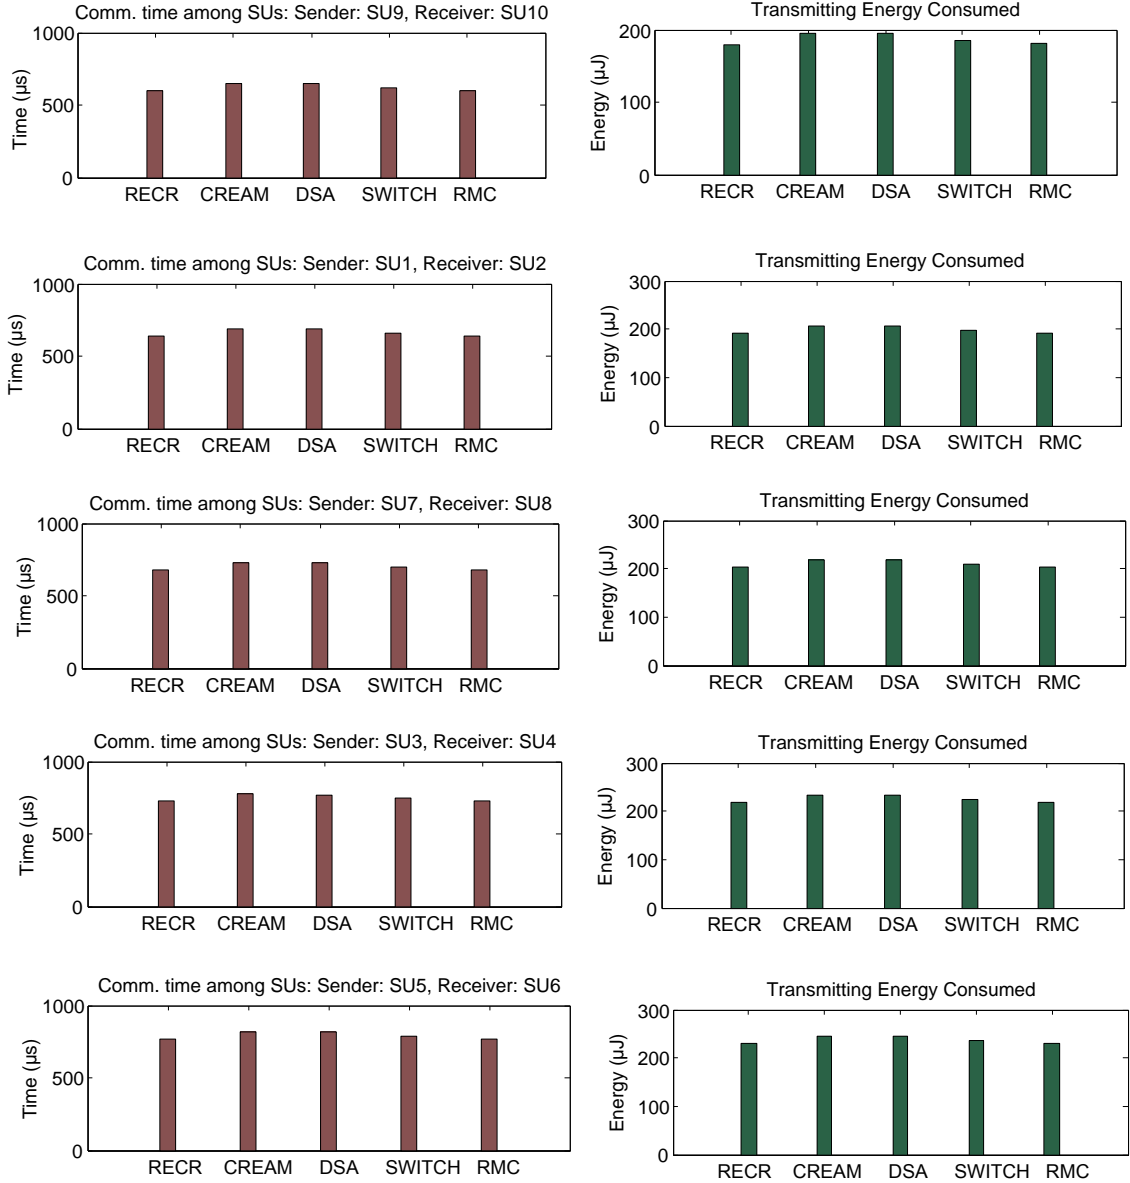 Comm. time among SUs: Sender: SU9, Receiver: SU10
1000
500
0
Time (µs)
RECR CREAM DSA SWITCH RMC
Transmitting Energy Consumed
200
100
0
Energy (µJ)
RECR CREAM DSA SWITCH RMC
Comm. time among SUs: Sender: SU1, Receiver: SU2
1000
500
0
Time (µs)
RECR CREAM DSA SWITCH RMC
Transmitting Energy Consumed
300
200
100
0
Energy (µJ)
RECR CREAM DSA SWITCH RMC
Comm. time among SUs: Sender: SU7, Receiver: SU8
1000
500
0
Time (µs)
RECR CREAM DSA SWITCH RMC
Transmitting Energy Consumed
300
200
100
0
Energy (µJ)
RECR CREAM DSA SWITCH RMC
Comm. time among SUs: Sender: SU3, Receiver: SU4
1000
500
0
Time (µs)
RECR CREAM DSA SWITCH RMC
Transmitting Energy Consumed
300
200
100
0
Energy (µJ)
RECR CREAM DSA SWITCH RMC
Comm. time among SUs: Sender: SU5, Receiver: SU6
1000
500
0
Time (µs)
RECR CREAM DSA SWITCH RMC
Transmitting Energy Consumed
300
200
100
0
Energy (µJ)
RECR CREAM DSA SWITCH RMC